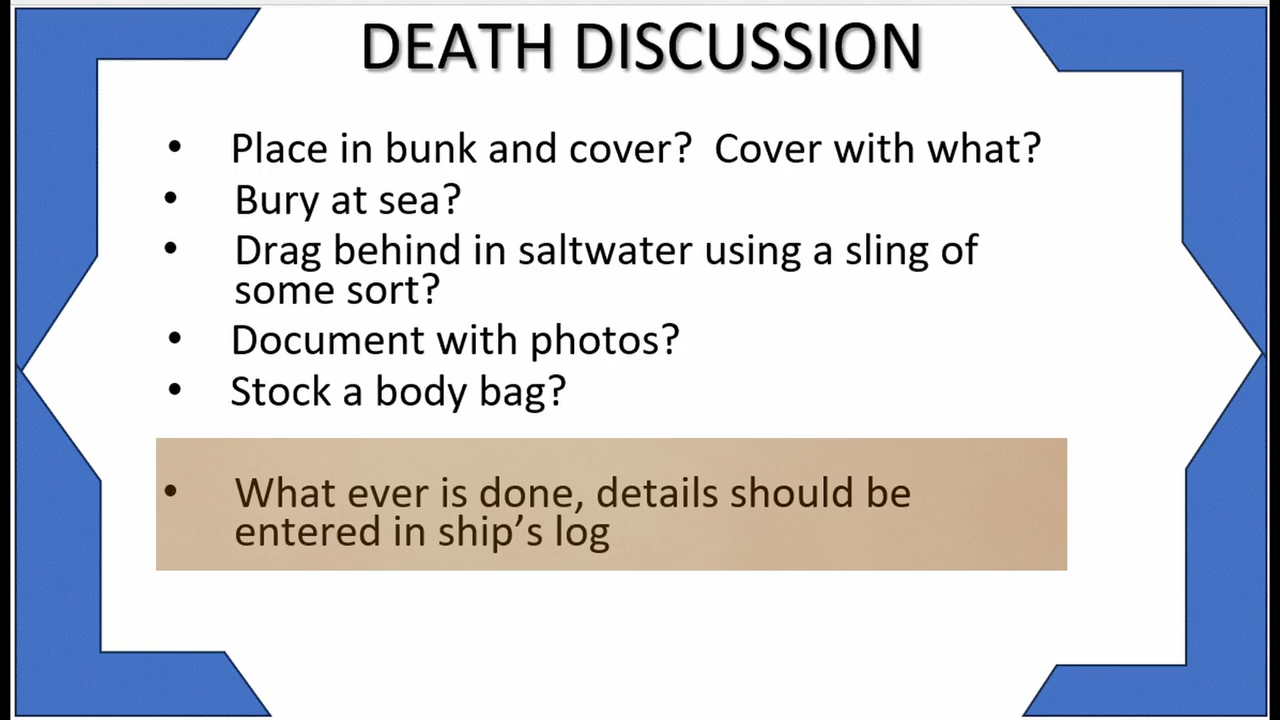 DEATH DISCUSSION
• Place in bunk and cover? Cover with what?
• Bury at sea?
• Drag behind in saltwater using a sling of
some sort?
• Document with photos?
• Stock a body bag?
• What ever is done, details should be
entered in ship’s log